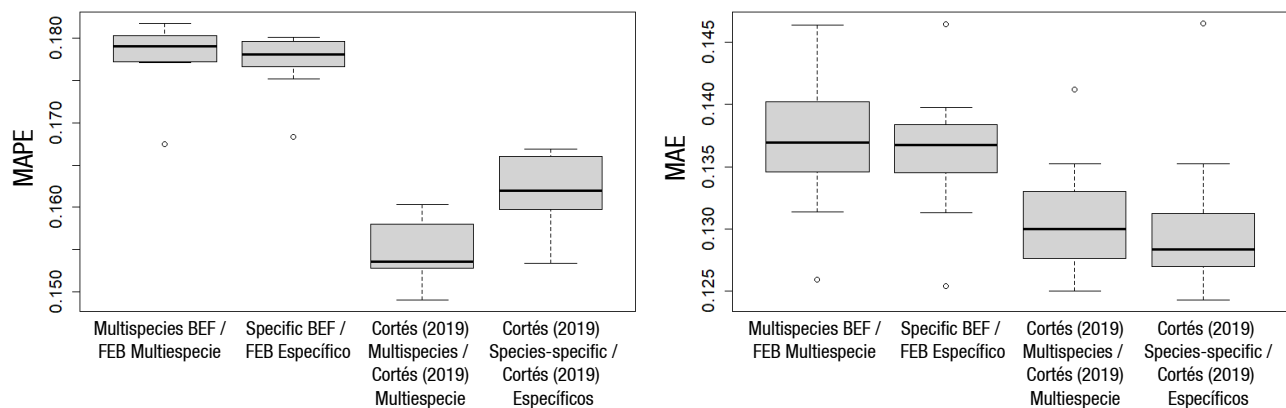 MAPE
0.180
0.170
0.160
0.150
Multispecies BEF /
FEB Multiespecie
Specific BEF /
FEB Específico
Cortés (2019)
Multispecies /
Cortés (2019)
Multiespecie
Cortés (2019)
Species-specific /
Cortés (2019)
Específicos
MAE
0.145
0.140
0.135
0.130
0.125
Multispecies BEF /
FEB Multiespecie
Specific BEF /
FEB Específico
Cortés (2019)
Multispecies /
Cortés (2019)
Multiespecie
Cortés (2019)
Species-specific /
Cortés (2019)
Específicos